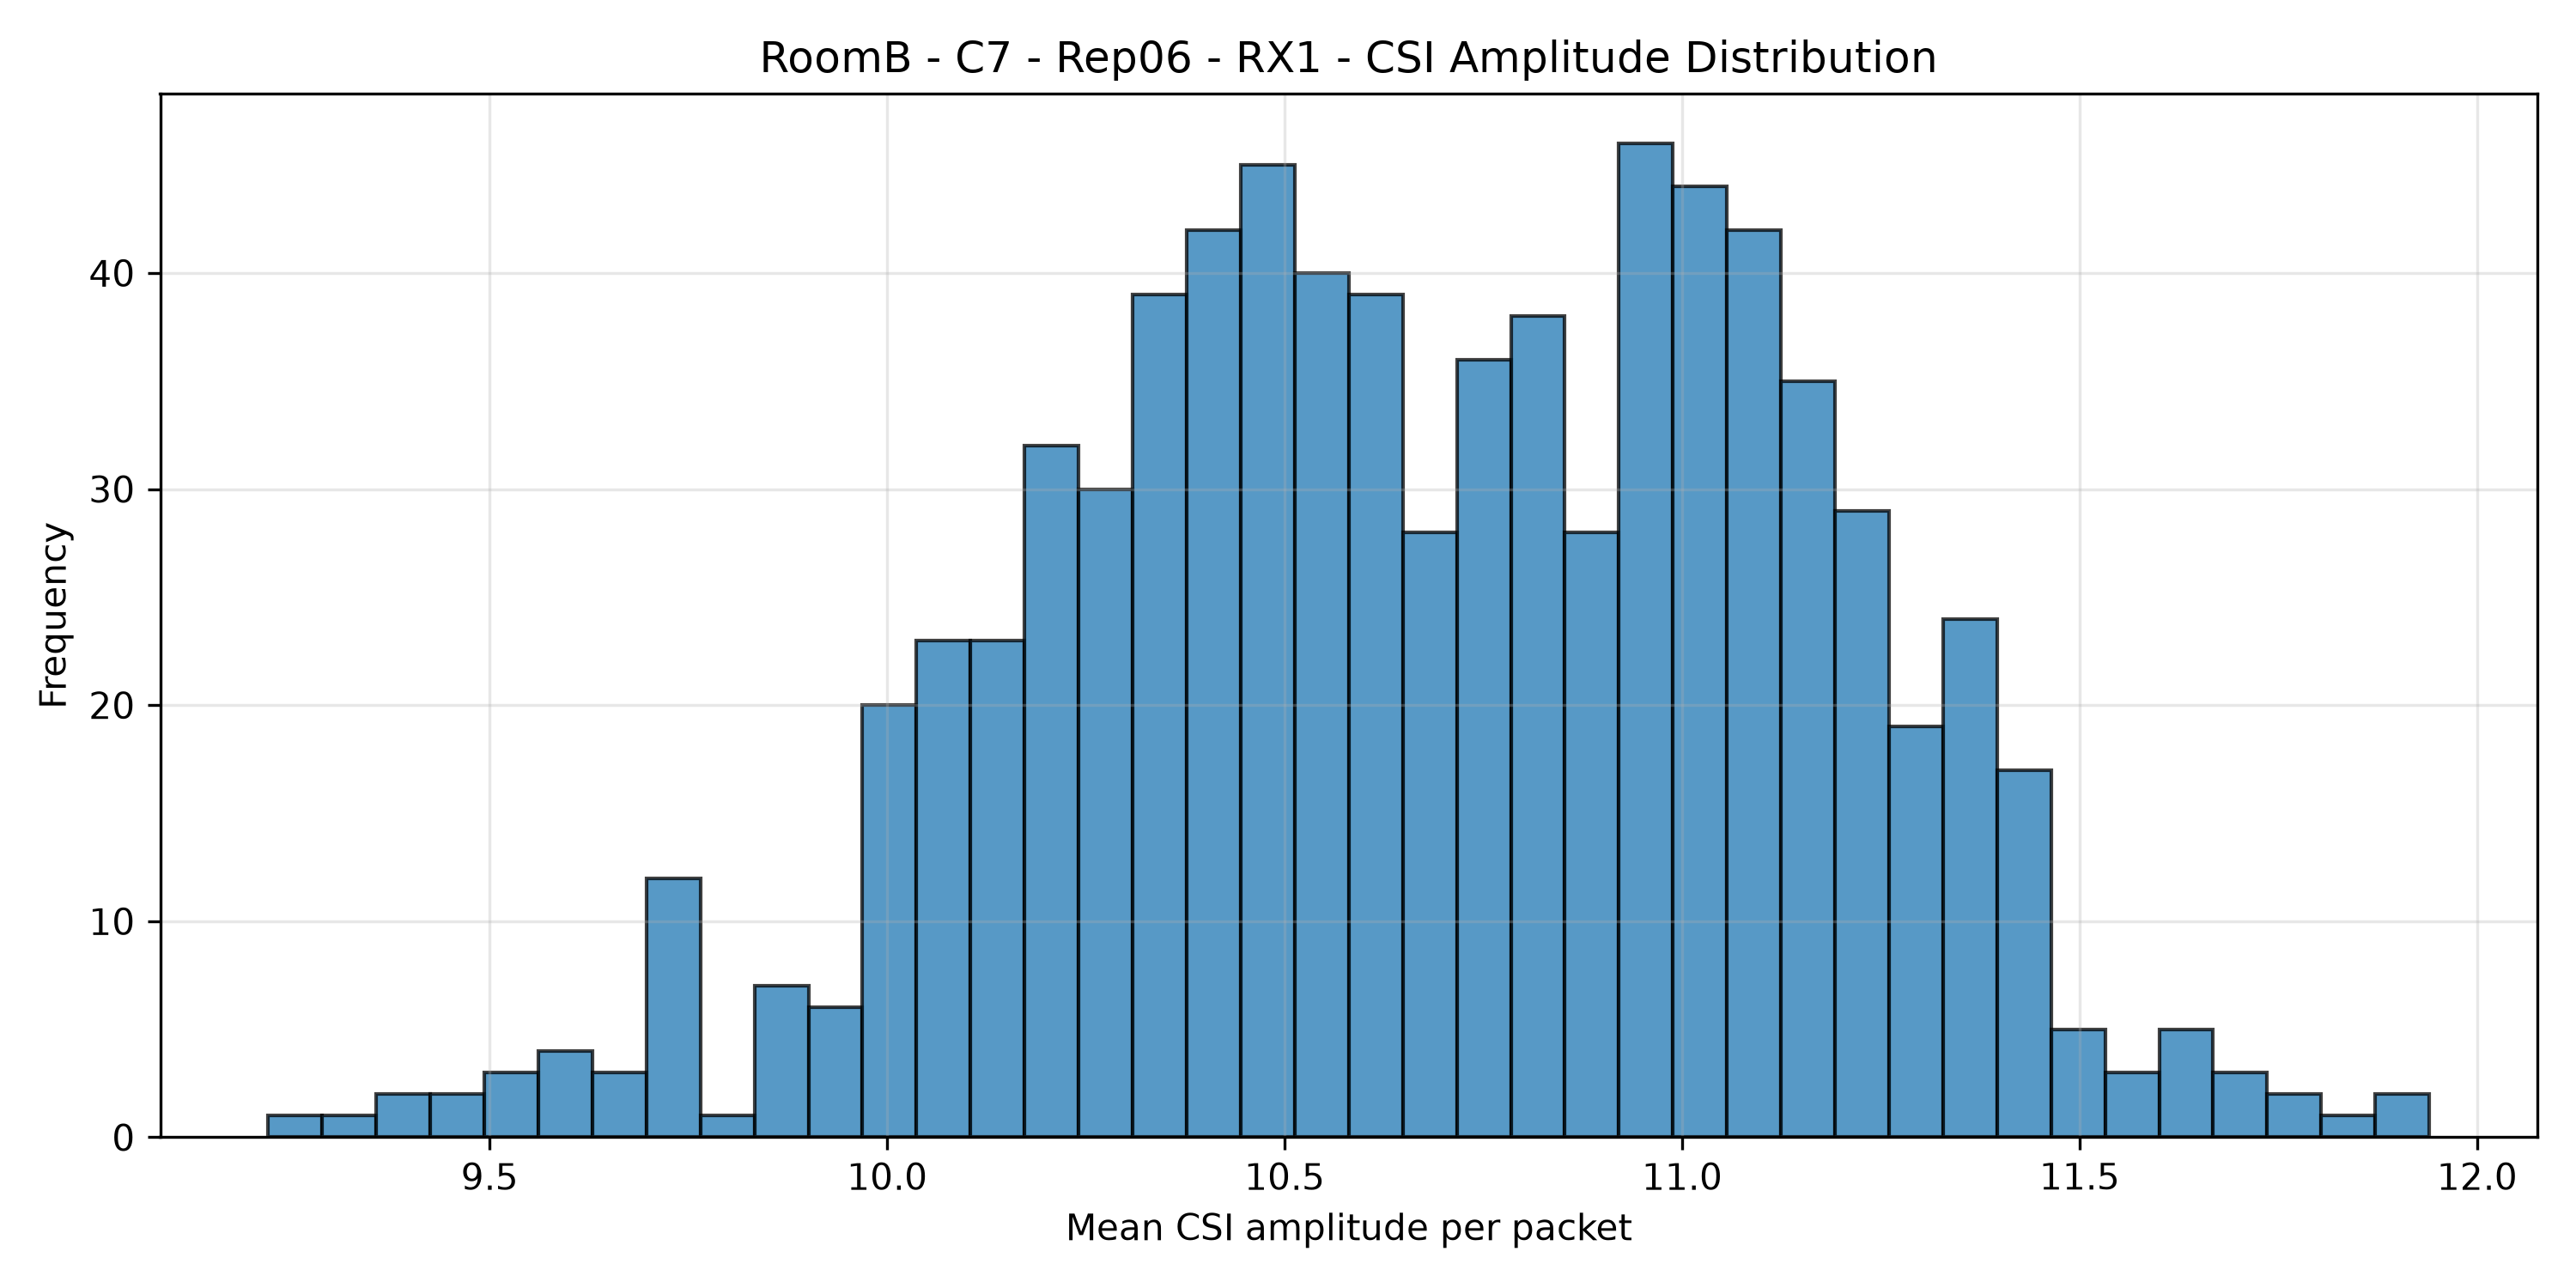 RoomB - C7 - Rep06 - RX1 - CSI Amplitude Distribution
Frequency
40
30
20
10
0
9.5 10.0 10.5 11.0 11.5 12.0
Mean CSI amplitude per packet